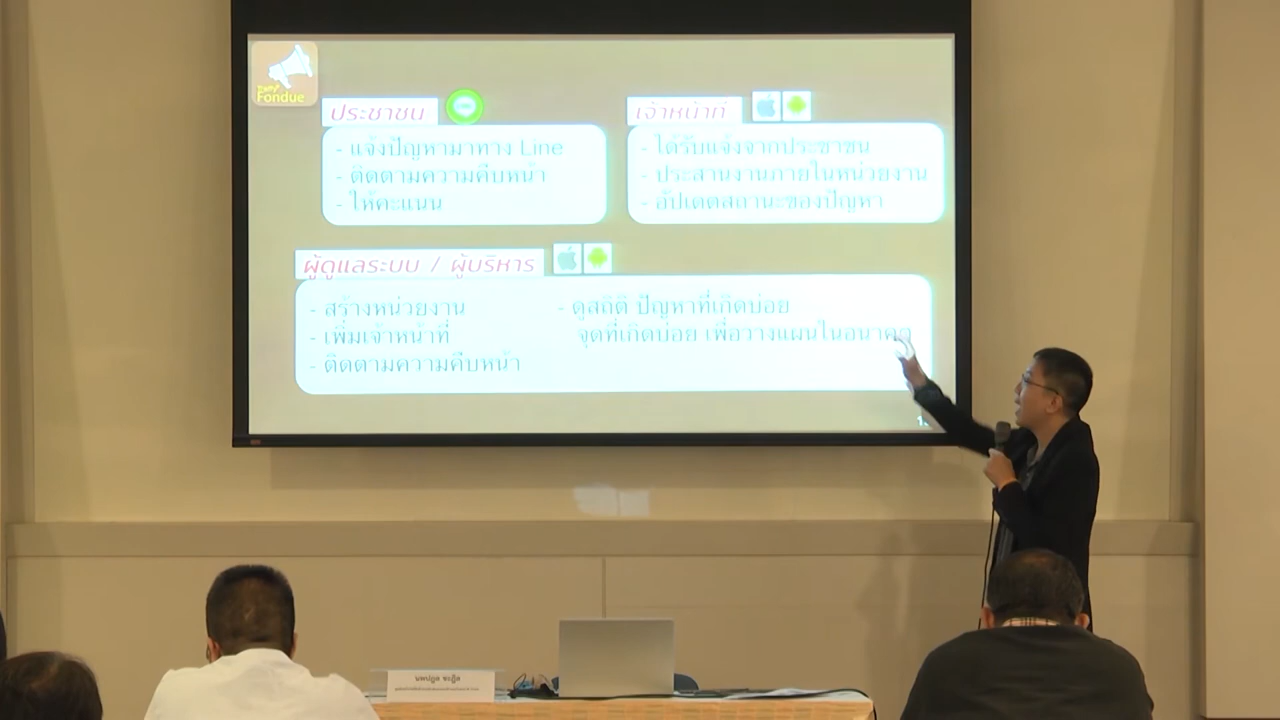 Fondue
ประชาชน
- แจ้งปัญหามาทาง Line
- ติดตามความคืบหน้า
- ให้คะแนน
เจ้าหน้าที่
- ได้รับแจ้งจากประชาชน
- ประสานงานภายในหน่วยงาน
- อัปเดตสถานะของปัญหา
ผู้ดูแลระบบ / ผู้บริหาร
- สร้างหน่วยงาน
- เพิ่มเจ้าหน้าที่
- ติดตามความคืบหน้า
- ดูสถิติ ปัญหาที่เกิดบ่อย
จุดที่เกิดบ่อย เพื่อวางแผนในอนาคต